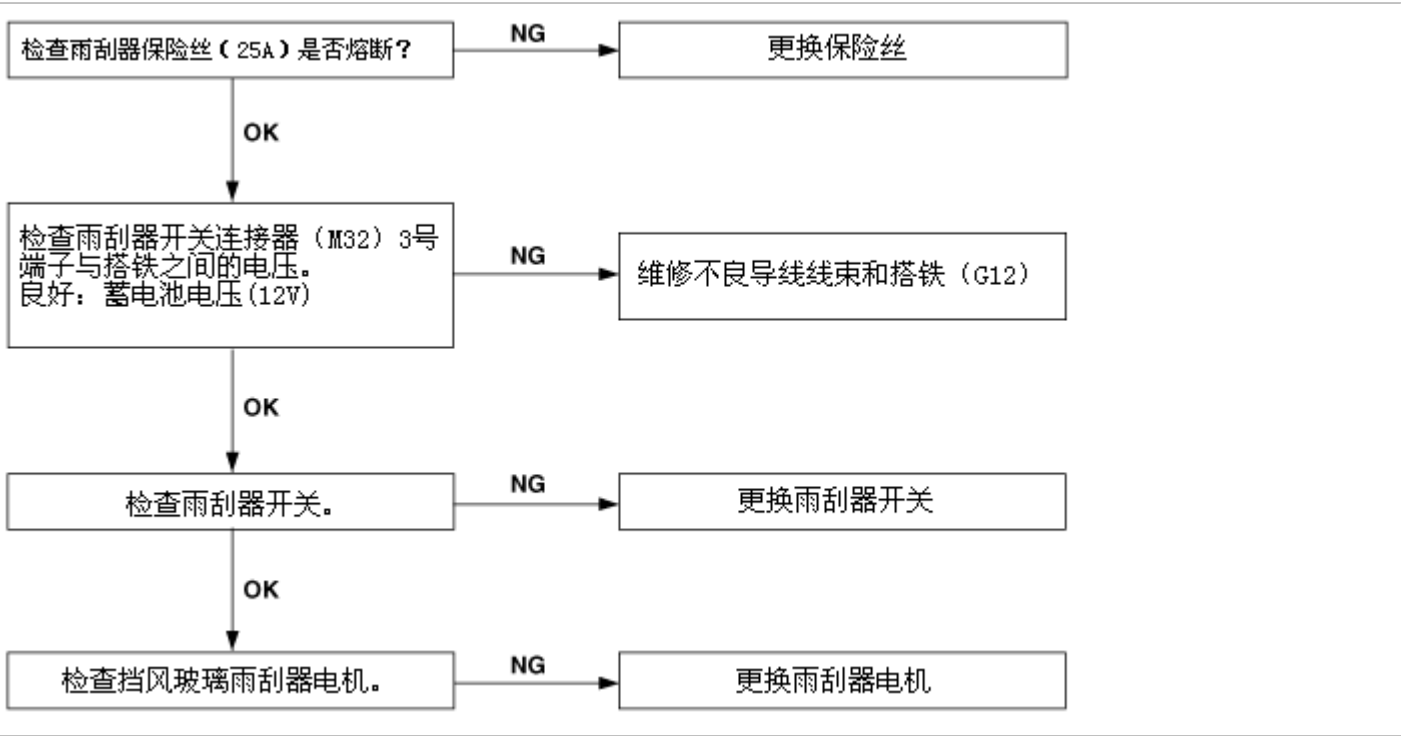 检查雨刮器保险丝(25A)是否熔断?
NG
更换保险丝
OK
检查雨刮器开关连接器 (M32) 3号
端子与搭铁之间的电压。
良好：蓄电池电压(12V)
NG
维修不良导线线束和搭铁 (G12)
OK
检查雨刮器开关。
NG
更换雨刮器开关
OK
检查挡风玻璃雨刮器电机。
NG
更换雨刮器电机